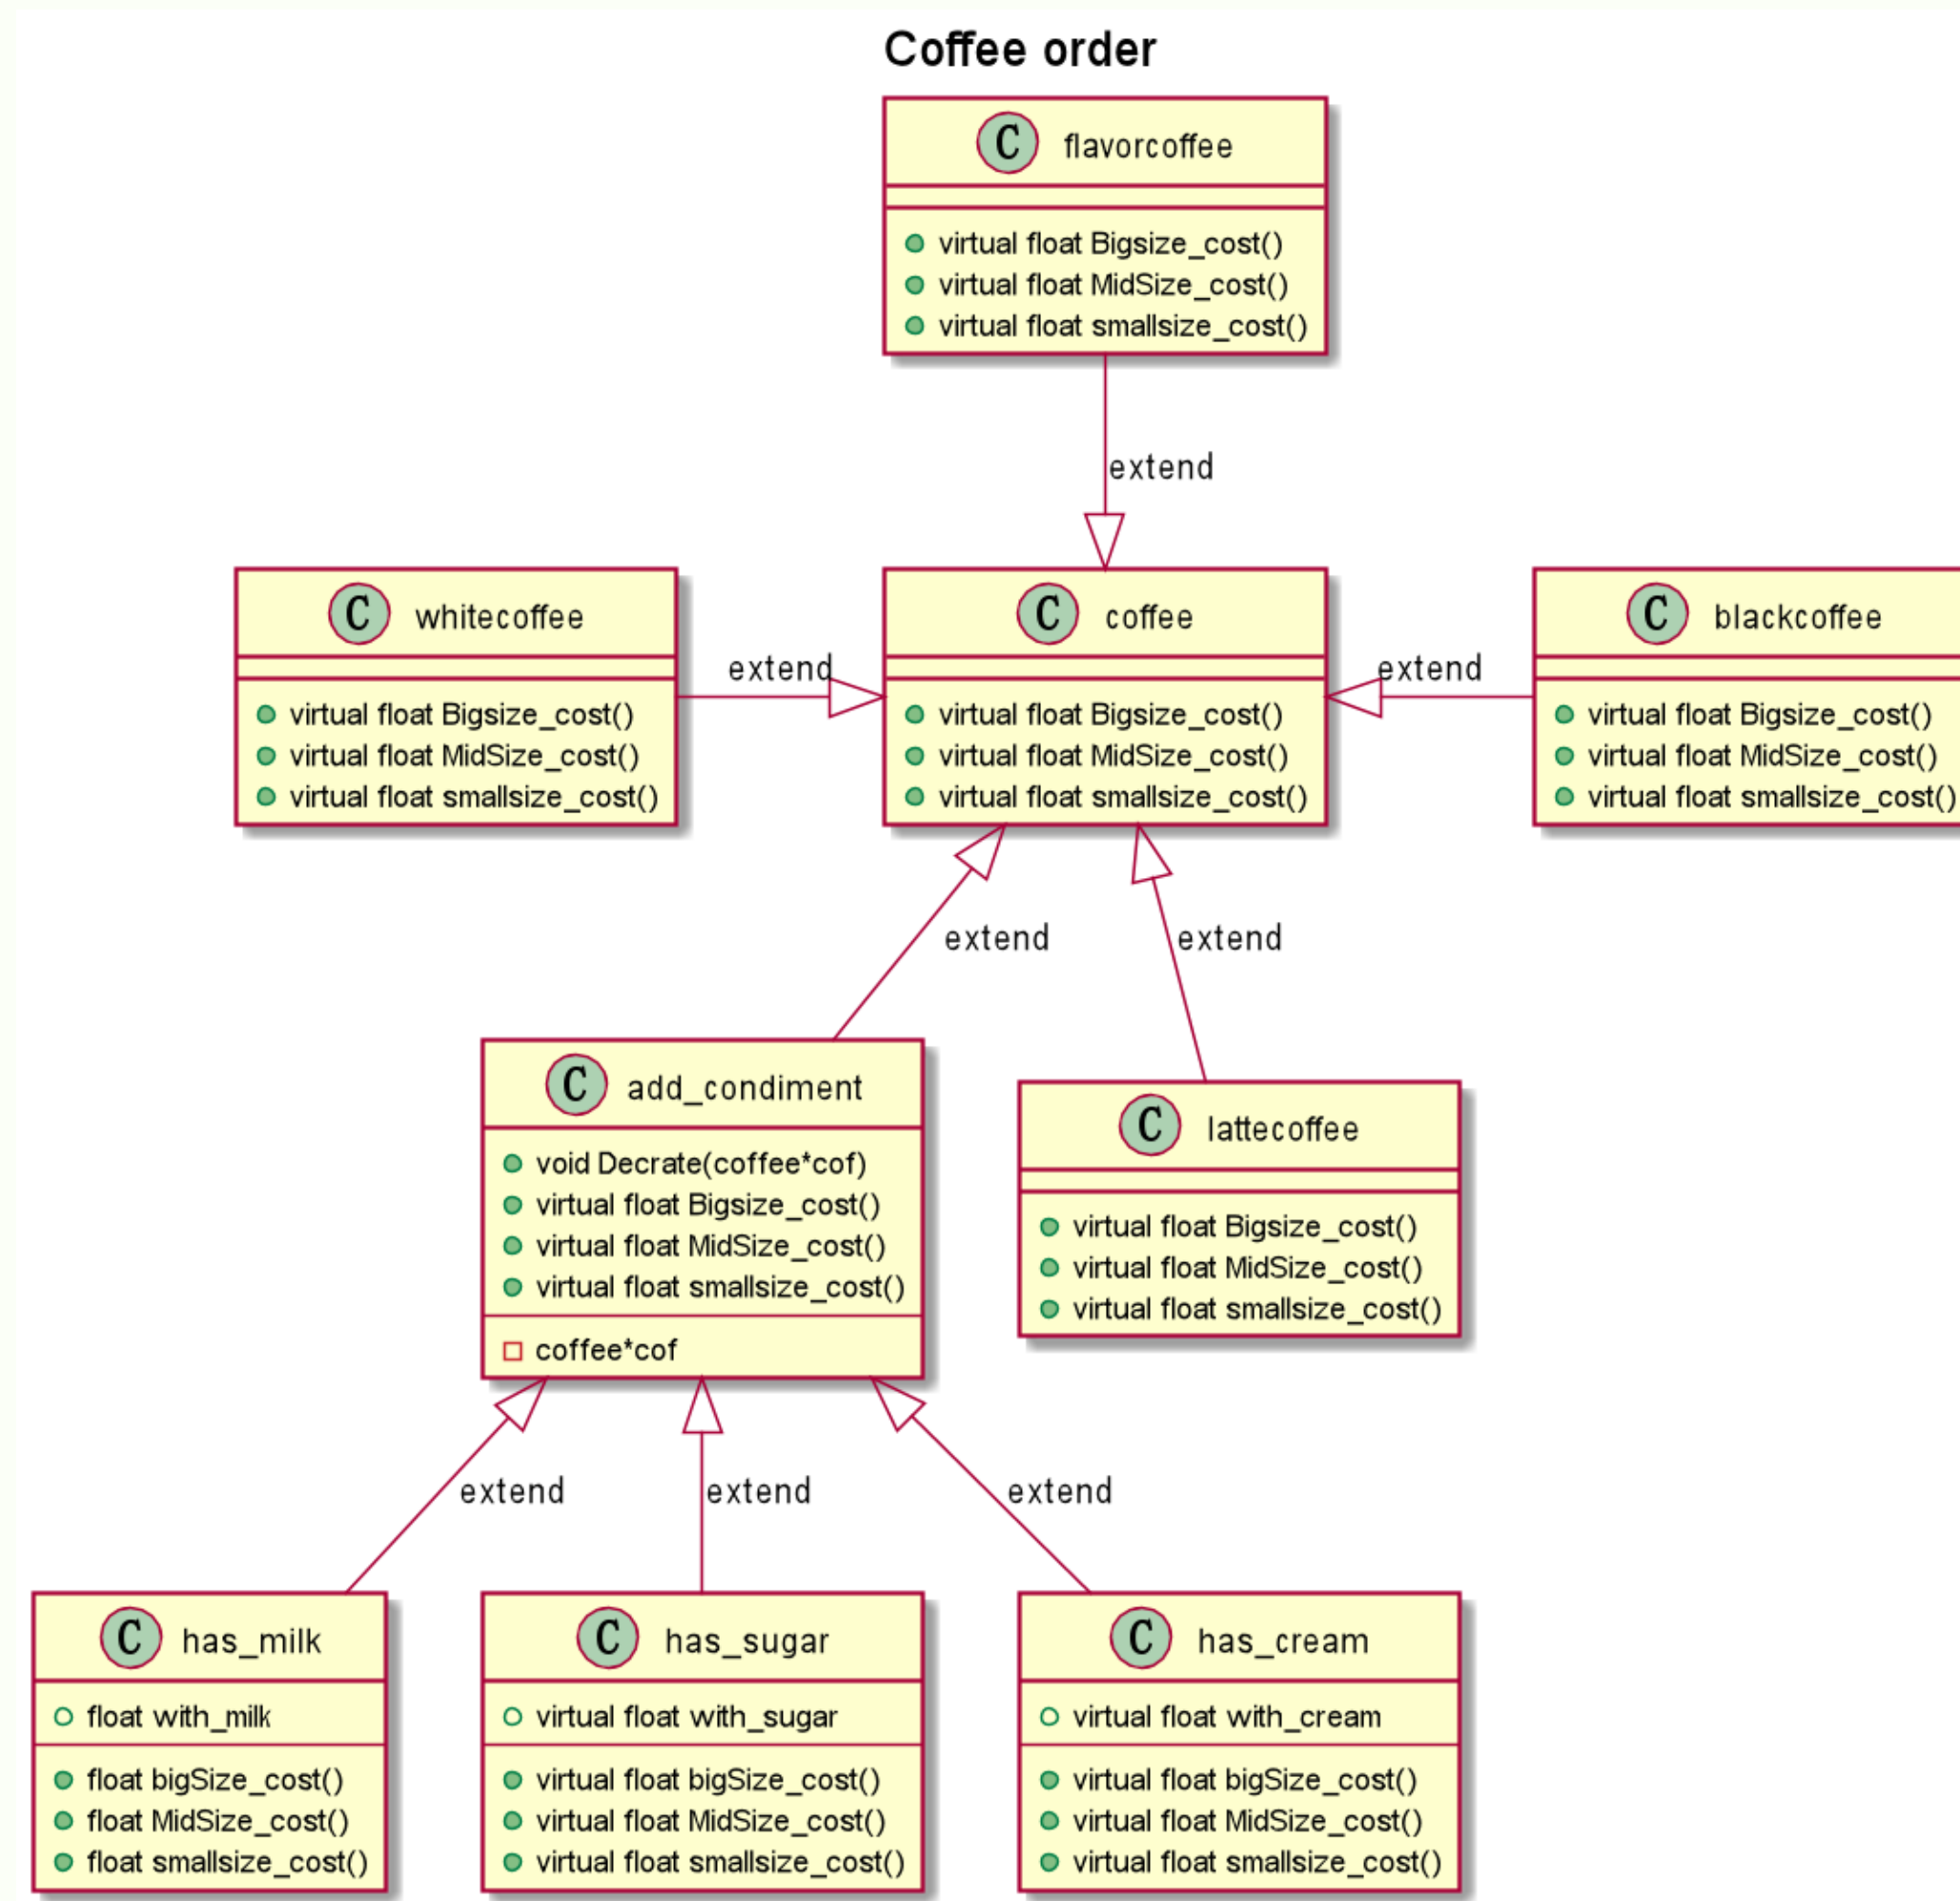 Coffee order
C flavorcoffee
virtual float Bigsize_cost()
virtual float MidSize_cost()
virtual float smallsize_cost()
extend
C whitecoffee
virtual float Bigsize_cost()
virtual float MidSize_cost()
virtual float smallsize_cost()
extend
C coffee
virtual float Bigsize_cost()
virtual float MidSize_cost()
virtual float smallsize_cost()
extend
C blackcoffee
virtual float Bigsize_cost()
virtual float MidSize_cost()
virtual float smallsize_cost()
extend
extend
C add_condiment
void Decrate(coffee*cof)
virtual float Bigsize_cost()
virtual float MidSize_cost()
virtual float smallsize_cost()
coffee*cof
C lattecoffee
virtual float Bigsize_cost()
virtual float MidSize_cost()
virtual float smallsize_cost()
extend
extend
extend
C has_milk
float with_milk
float bigSize_cost()
float MidSize_cost()
float smallsize_cost()
C has_sugar
virtual float with_sugar
virtual float bigSize_cost()
virtual float MidSize_cost()
virtual float smallsize_cost()
C has_cream
virtual float with_cream
virtual float bigSize_cost()
virtual float MidSize_cost()
virtual float smallsize_cost()